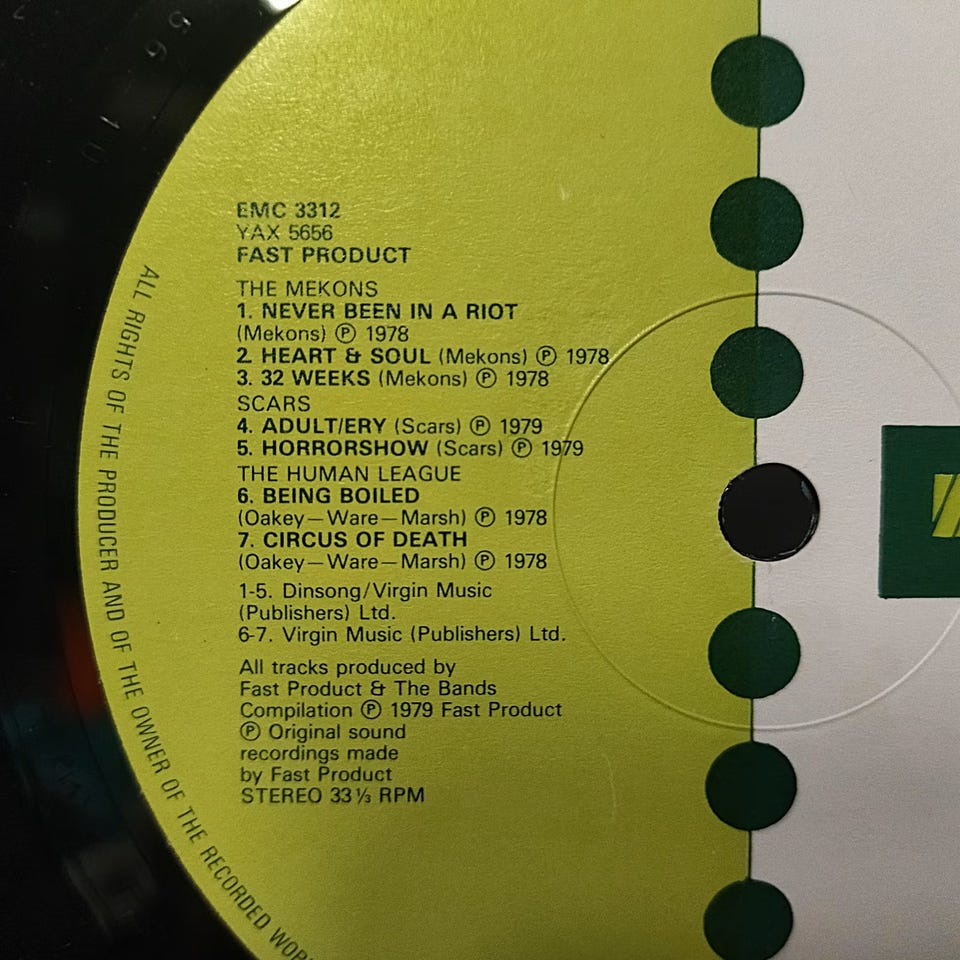 EMC 3312
YAX 5656
FAST PRODUCT
THE MEKONS
1. NEVER BEEN IN A RIOT
(Mekons) Ⓟ 1978
2. HEART & SOUL (Mekons) Ⓟ 1978
3. 32 WEEKS (Mekons) Ⓟ 1978
SCARS
4. ADULT/ERY (Scars) Ⓟ 1979
5. HORRORSHOW (Scars) Ⓟ 1979
THE HUMAN LEAGUE
6. BEING BOILED
(Oakey—Ware—Marsh) Ⓟ 1978
7. CIRCUS OF DEATH
(Oakey—Ware—Marsh) Ⓟ 1978
1-5. Dinsong/Virgin Music
(Publishers) Ltd.
6-7. Virgin Music (Publishers) Ltd.
All tracks produced by
Fast Product & The Bands
Compilation Ⓟ 1979 Fast Product
Ⓟ Original sound
recordings made
by Fast Product
STEREO 33⅓ RPM
ALL RIGHTS OF THE PRODUCER AND OF THE OWNER OF THE RECORDED